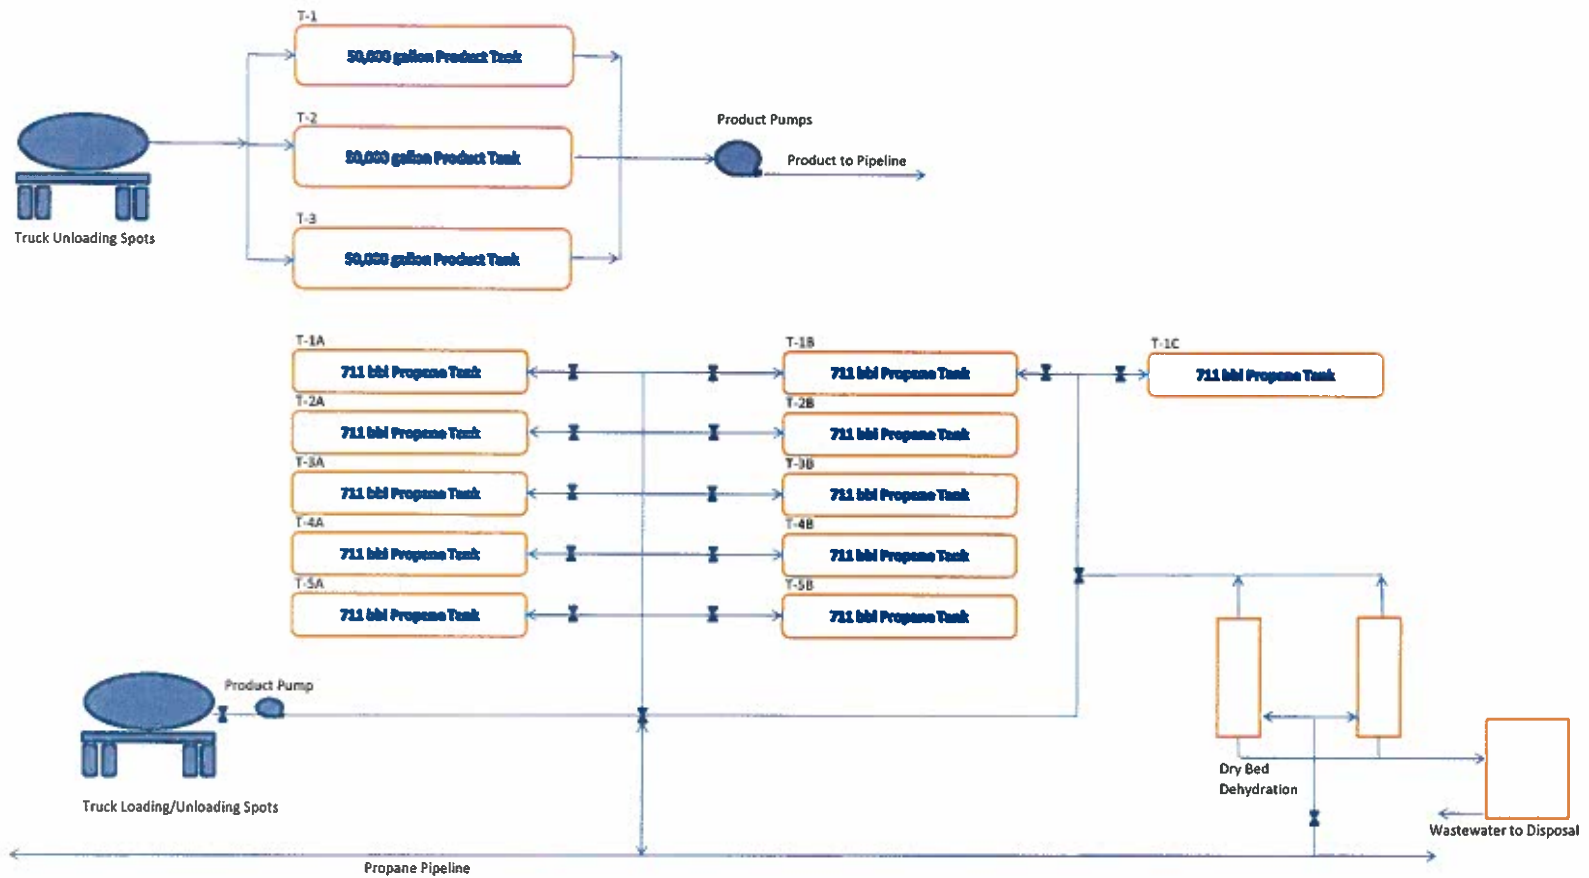 T-1
50,000 gallon Product Tank
T-2
50,000 gallon Product Tank
Product Pumps
Product to Pipeline
T-3
50,000 gallon Product Tank
Truck Unloading Spots
T-1A
711 bbl Propane Tank
T-1B
711 bbl Propane Tank
T-1C
711 bbl Propane Tank
T-2A
711 bbl Propane Tank
T-2B
711 bbl Propane Tank
T-3A
711 bbl Propane Tank
T-3B
711 bbl Propane Tank
T-4A
711 bbl Propane Tank
T-4B
711 bbl Propane Tank
T-5A
711 bbl Propane Tank
T-5B
711 bbl Propane Tank
Product Pump
Truck Loading/Unloading Spots
Dry Bed
Dehydration
Wastewater to Disposal
Propane Pipeline